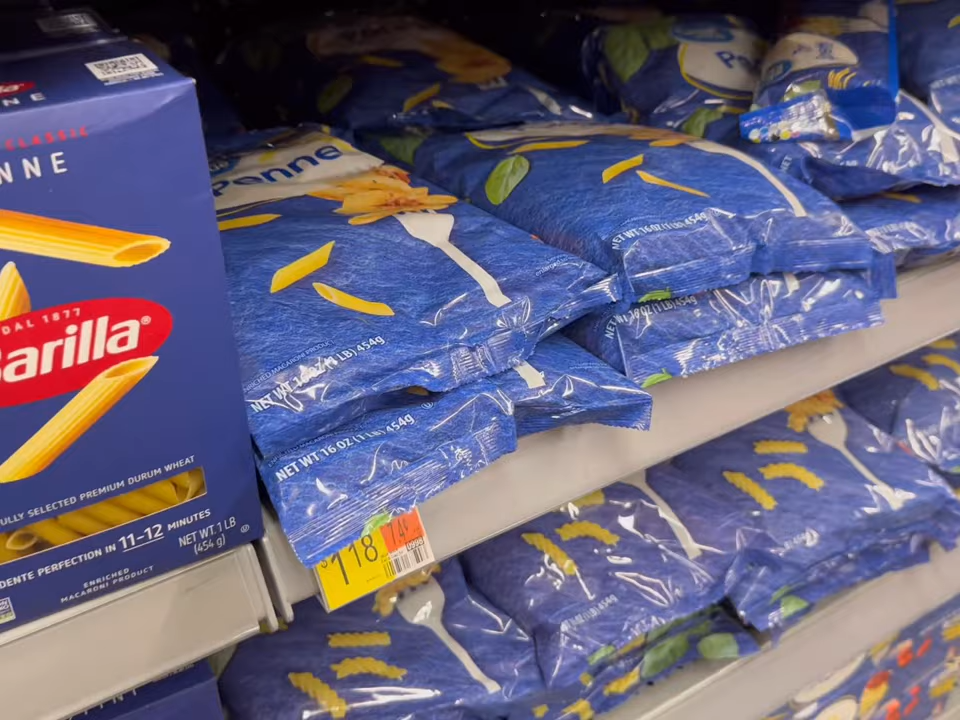 CLASSIC
NNE
DAL 1877
Barilla®
ULLY SELECTED PREMIUM DURUM WHEAT
DENTE PERFECTION IN 11-12 MINUTES
NET WT. 1 LB
(454 g)
ENRICHED
MACARONI PRODUCT
Penne
NET WT. 16 OZ (1 LB) 454g
NET WT 16 OZ (1 LB) 454g
NET WT. 16 OZ (1 LB) 454g
NET WT. 16 OZ (1 LB) 454g
$1 18
74¢